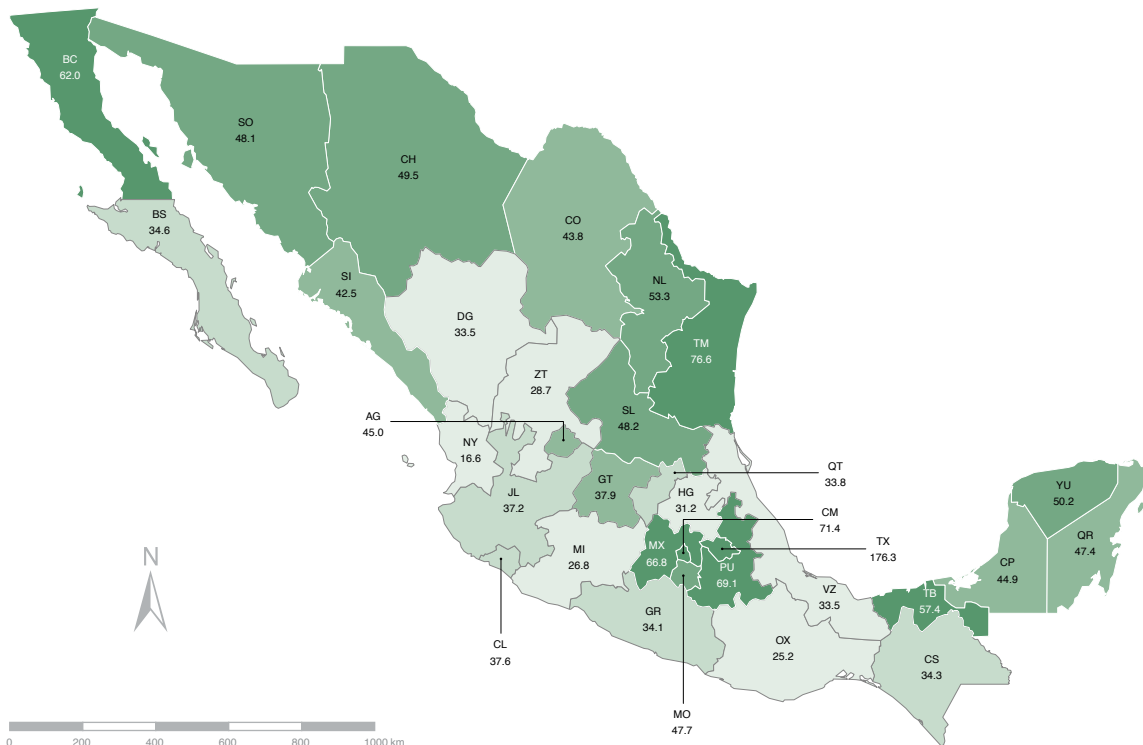 BC
62.0
SO
48.1
CH
49.5
BS
34.6
CO
43.8
SI
42.5
NL
53.3
DG
33.5
TM
76.6
ZT
28.7
AG
45.0
SL
48.2
NY
16.6
QT
33.8
GT
37.9
JL
37.2
HG
31.2
YU
50.2
CM
71.4
QR
47.4
TX
176.3
MX
66.8
MI
26.8
PU
69.1
CP
44.9
VZ
33.5
TB
57.4
N
GR
34.1
CL
37.6
OX
25.2
CS
34.3
MO
47.7
0 200 400 600 800 1000 km